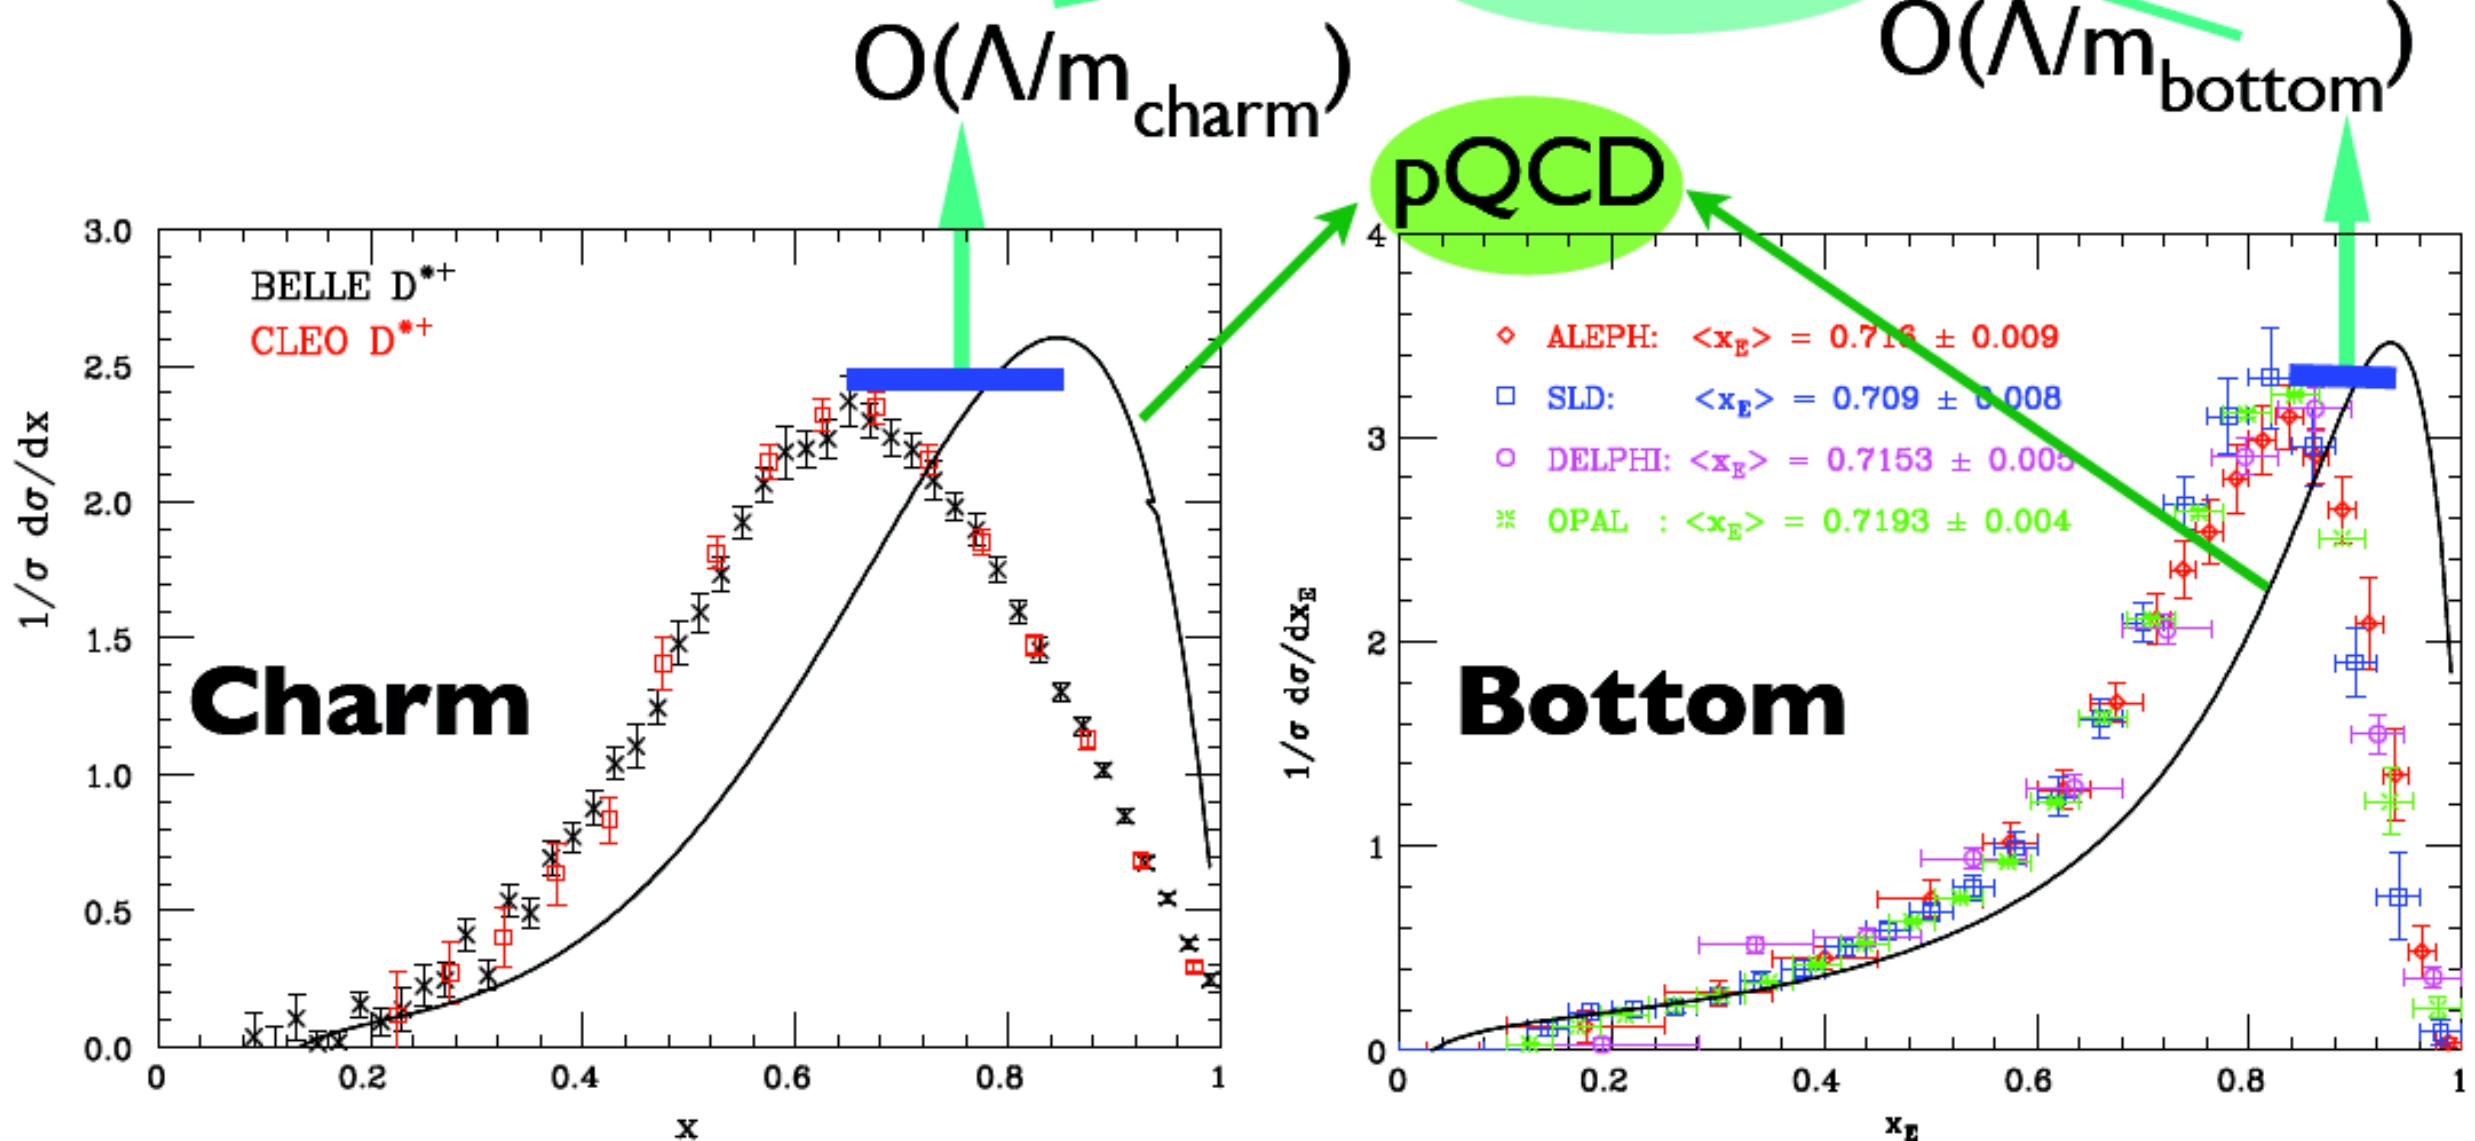 O(Λ/m_charm)
O(Λ/m_bottom)
pQCD
3.0
2.5
2.0
1.5
1.0
0.5
0.0
1/σ dσ/dx
BELLE D*+
CLEO D*+
Charm
0 0.2 0.4 0.6 0.8 1
x
4
3
2
1
0
1/σ dσ/dx_E
ALEPH: <x_E> = 0.716 ± 0.009
SLD: <x_E> = 0.709 ± 0.008
DELPHI: <x_E> = 0.7153 ± 0.005
OPAL : <x_E> = 0.7193 ± 0.004
Bottom
0 0.2 0.4 0.6 0.8 1
x_E